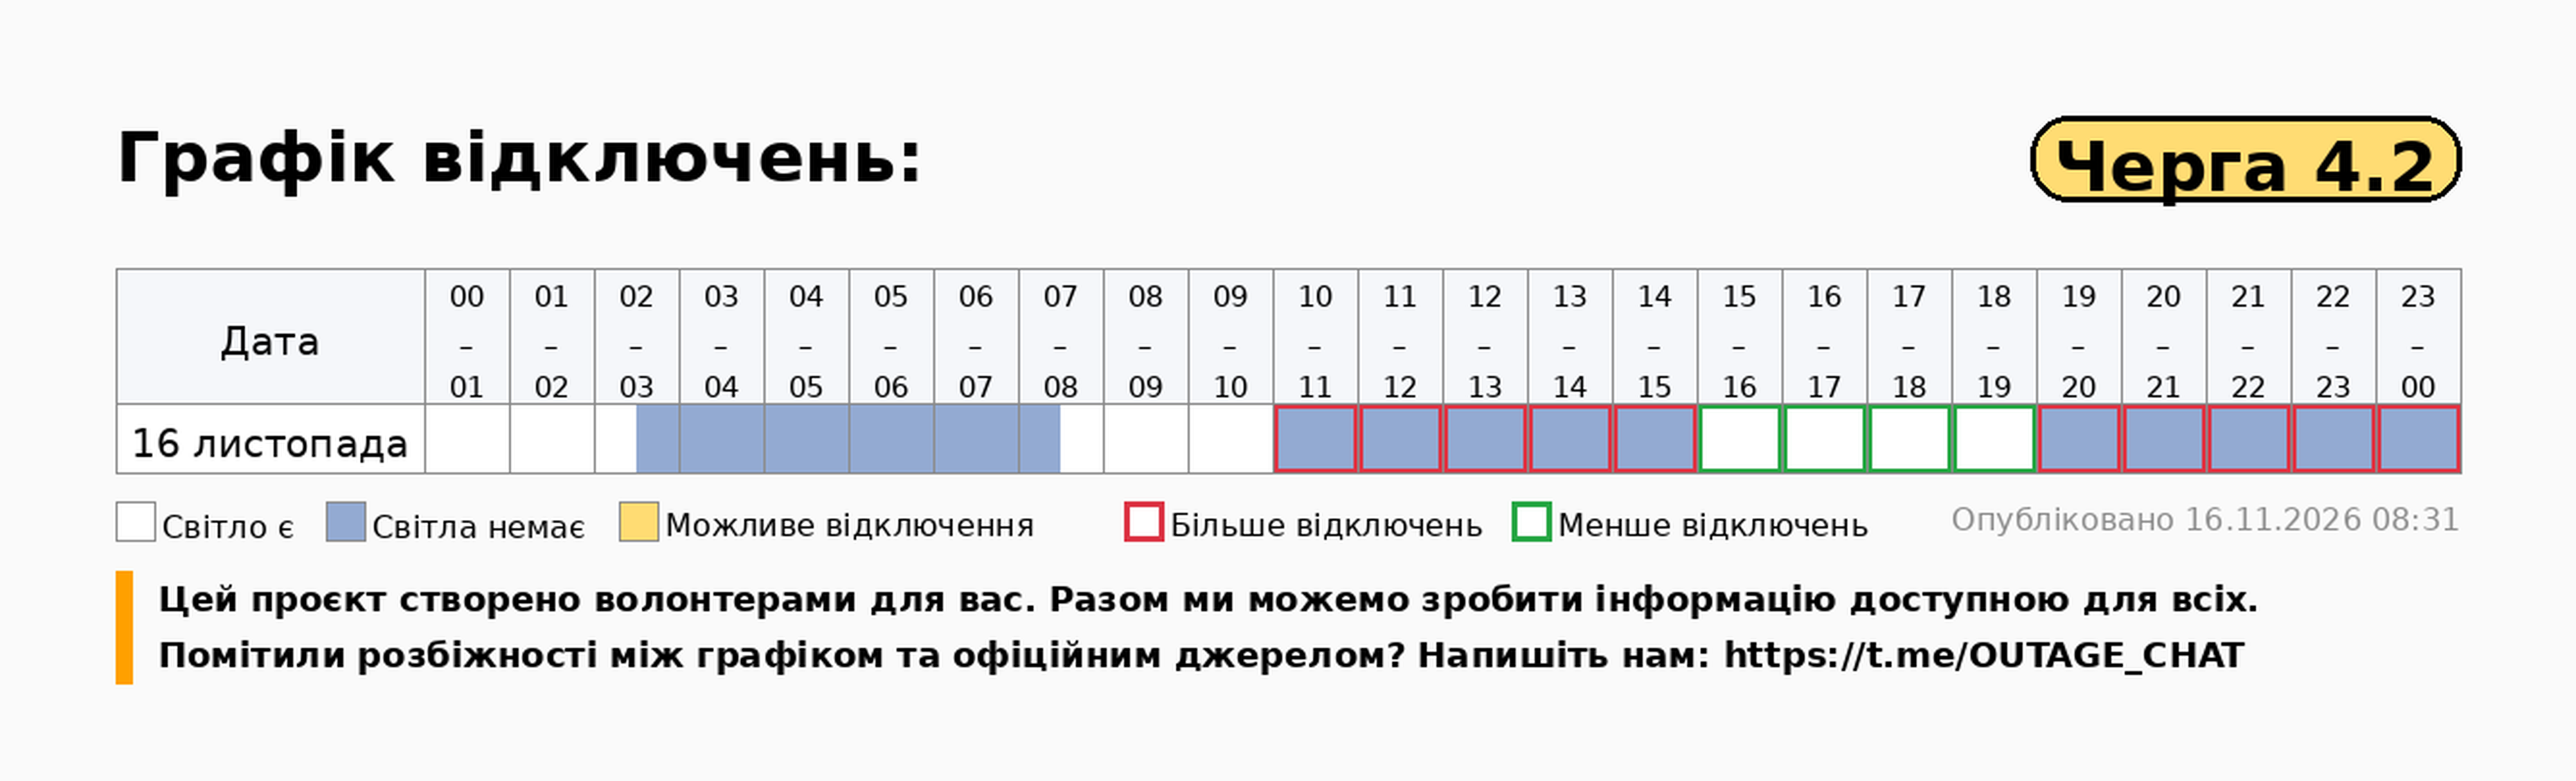 Графік відключень:
Черга 4.2
Дата 00 – 01 01 – 02 02 – 03 03 – 04 04 – 05 05 – 06 06 – 07 07 – 08 08 – 09 09 – 10 10 – 11 11 – 12 12 – 13 13 – 14 14 – 15 15 – 16 16 – 17 17 – 18 18 – 19 19 – 20 20 – 21 21 – 22 22 – 23 23 – 00
16 листопада
Світло є Світла немає Можливе відключення Більше відключень Менше відключень Опубліковано 16.11.2026 08:31
Цей проєкт створено волонтерами для вас. Разом ми можемо зробити інформацію доступною для всіх.
Помітили розбіжності між графіком та офіційним джерелом? Напишіть нам: https://t.me/OUTAGE_CHAT